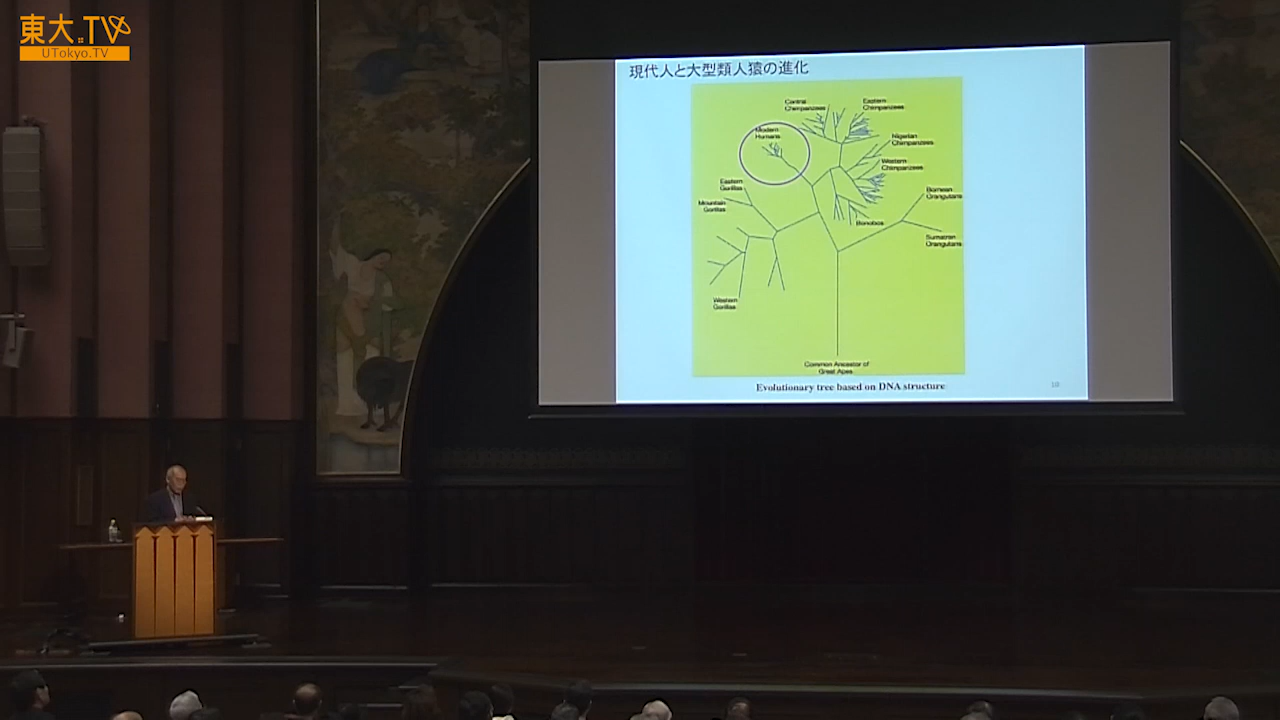 東大.TV
UTokyo.TV
現代人と大型類人猿の進化
Central
Chimpanzees
Eastern
Chimpanzees
Modern
Humans
Nigerian
Chimpanzees
Western
Chimpanzees
Eastern
Gorillas
Mountain
Gorillas
Bornean
Orangutans
Bonobos
Sumatran
Orangutans
Western
Gorillas
Common Ancestor of
Great Apes
Evolutionary tree based on DNA structure